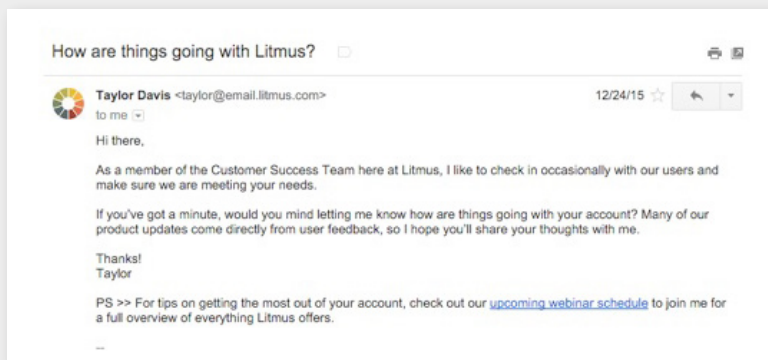 How are things going with Litmus?
Taylor Davis <taylor@email.litmus.com>
12/24/15
to me
Hi there,
As a member of the Customer Success Team here at Litmus, I like to check in occasionally with our users and
make sure we are meeting your needs.
If you've got a minute, would you mind letting me know how are things going with your account? Many of our
product updates come directly from user feedback, so I hope you'll share your thoughts with me.
Thanks!
Taylor
PS >> For tips on getting the most out of your account, check out our upcoming webinar schedule to join me for
a full overview of everything Litmus offers.
--